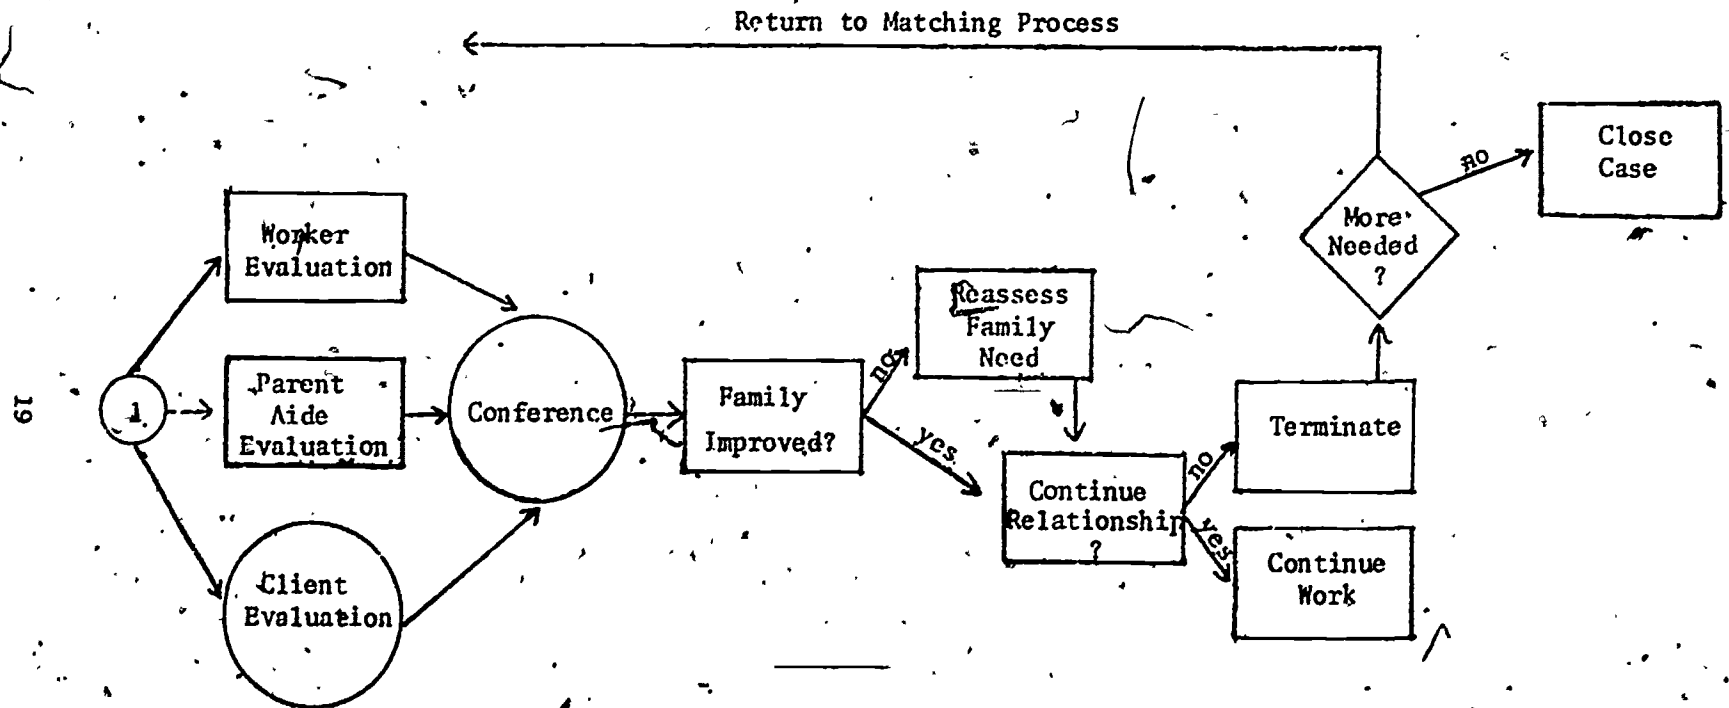 Return to Matching Process
Close
Case
no
More
Needed
?
Worker
Evaluation
Reassess
Family
Need
no
Parent
Aide
Evaluation
1
Conference
Family
Improved?
yes
19
Terminate
no
Continue
Relationship
?
yes
Continue
Work
Client
Evaluation